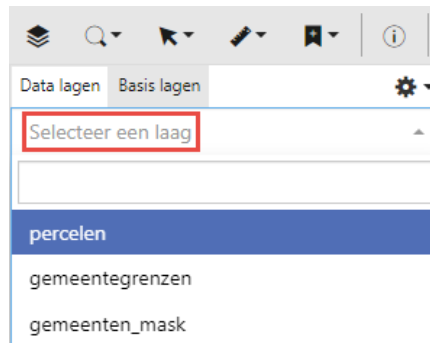 Data lagen Basis lagen
Selecteer een laag
percelen
gemeentegrenzen
gemeenten_mask